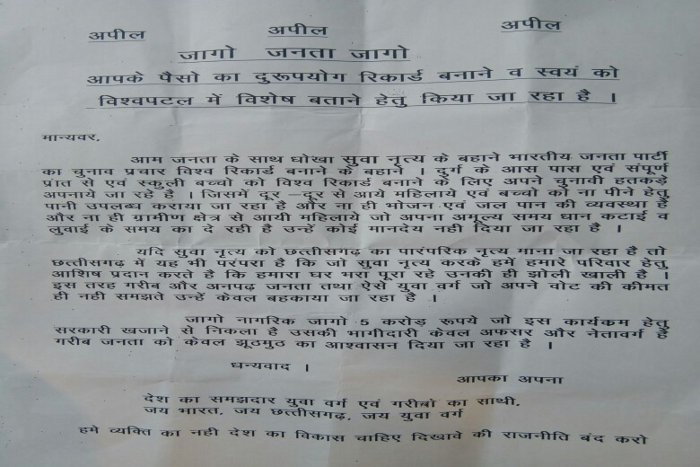 अपील अपील अपील
जागो जनता जागो
आपके पैसो का दुरूपयोग रिकार्ड बनाने व स्वयं को
विश्वपटल में विशेष बताने हेतु किया जा रहा है ।
मान्यवर,
आम जनता के साथ धोखा सुवा नृत्य के बहाने भारतीय जनता पार्टी
का चुनाव प्रचार विश्व रिकार्ड बनाने के बहाने । दुर्ग के आस पास एवं संपूर्ण
प्रांत से एवं स्कूली बच्चो को विश्व रिकार्ड बनाने के लिए अपने चुनावी हतकंडे
अपनाये जा रहे है । जिसमें दूर –दूर से आये महिलाये एवं बच्चो को ना पीने हेतु
पानी उपलब्ध कराया जा रहा है और ना ही भोजन एवं जल पान की व्यवस्था है
और ना ही ग्रामीण क्षेत्र से आयी महिलाये जो अपना अमूल्य समय धान कटाई व
लुवाई के समय का दे रही है उन्हें कोई मानदेय नही दिया जा रहा है ।
यदि सुवा नृत्य को छत्तीसगढ़ का पारंपरिक नृत्य माना जा रहा है तो
छत्तीसगढ़ में यह भी परंपरा है कि जो सुवा नृत्य करके हमें हमारे परिवार हेतु
आशिष प्रदान करते है कि हमारा घर भरा पूरा रहे उनकी ही झोली खाली है ।
इस तरह गरीब और अनपढ़ जनता तथा ऐसे युवा वर्ग जो अपने वोट की कीमत
ही नही समझते उन्हें केवल बहकाया जा रहा है ।
जागो नागरिक जागो 5 करोड़ रूपये जो इस कार्यकम हेतु
सरकारी खजाने से निकला है उसकी भागीदारी केवल अफसर और नेतावर्ग है
गरीब जनता को केवल झूठमुठ का आश्वासन दिया जा रहा है ।
धन्यवाद ।
आपका अपना
देश का समझदार युवा वर्ग एवं गरीबो का साथी,
जय भारत, जय छत्तीसगढ़, जय युवा वर्ग
हमे व्यक्ति का नही देश का विकास चाहिए दिखावे की राजनीति बंद करो